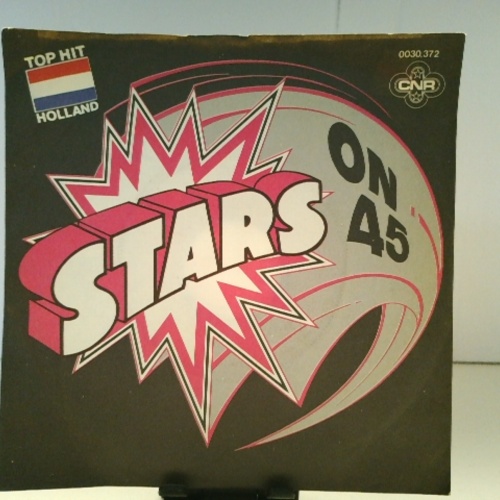 TOP HIT
HOLLAND
0030.372
CNR
STARS
ON
45